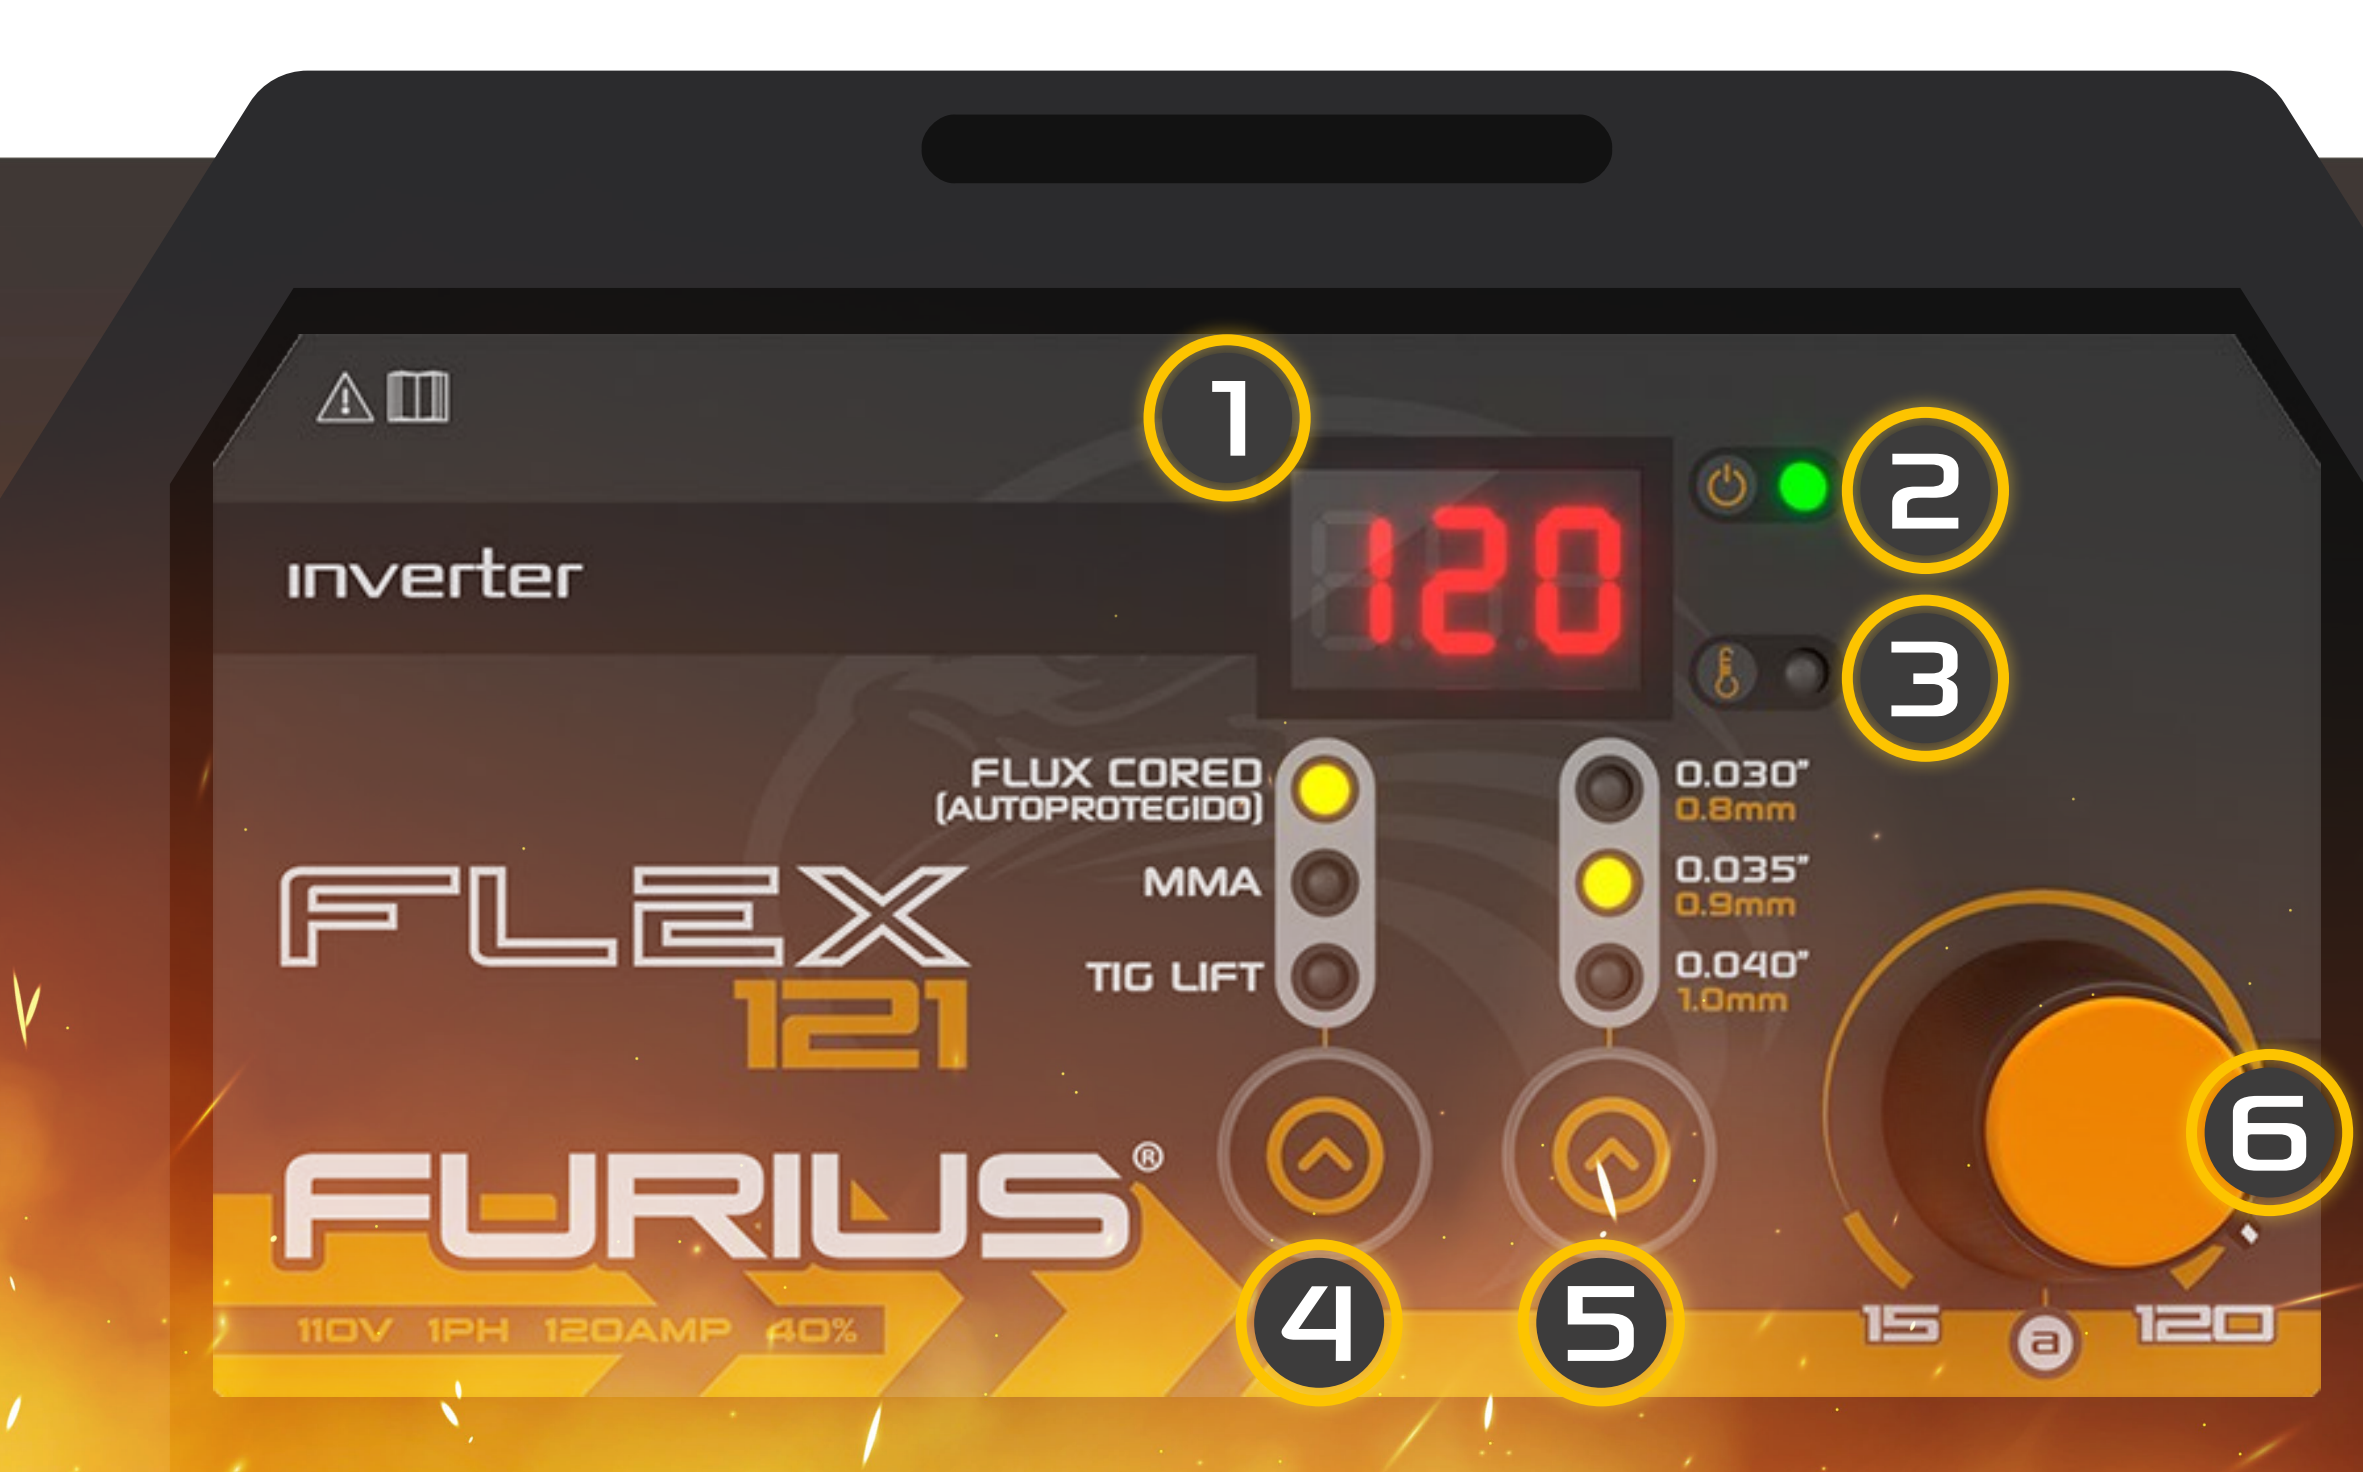 1
2
inverter
120
3
FLUX CORED
(AUTOPROTEGIDO)
MMA
TIG LIFT
0.030"
0.8mm
0.035"
0.9mm
0.040"
1.0mm
FLEX
121
6
FURIUS®
110V 1PH 120AMP 40%
4
5
15
a
120